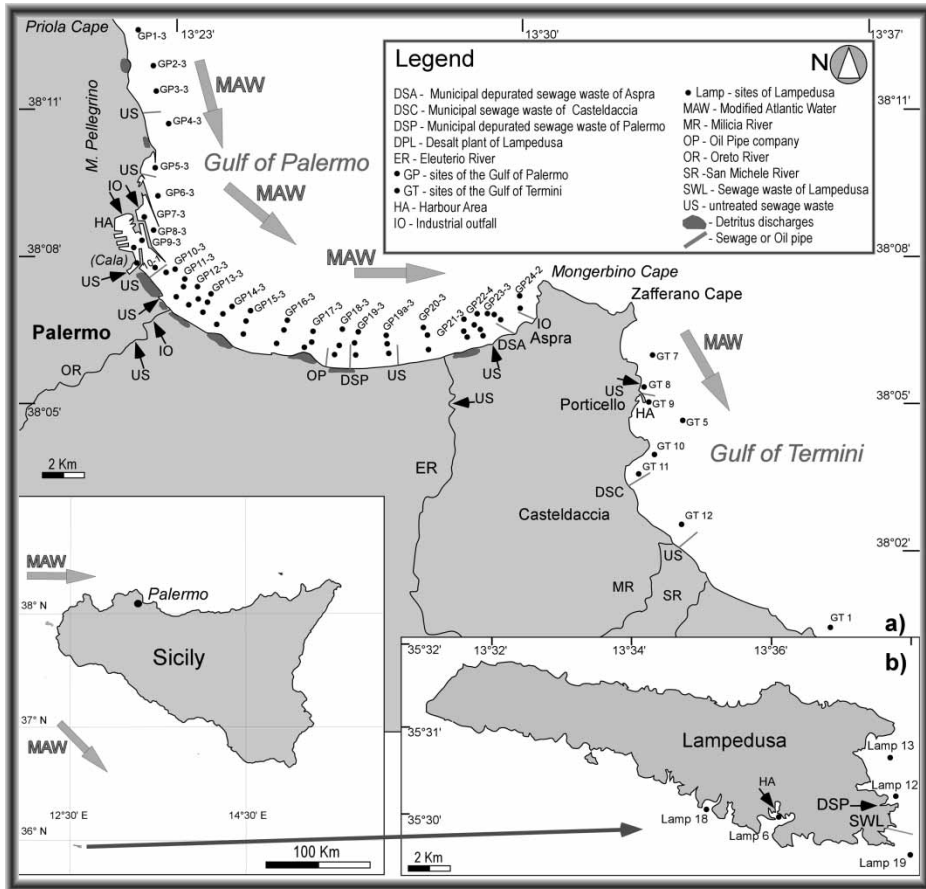 Priola Cape
13°23
13°30
13°37
GP1-3
GP2-3
MAW
GP3-3
38°11
38°11
US
GP4-3
M. Pellegrino
Gulf of Palermo
GP5-3
US
IO
MAW
GP6-3
HA
GP7-3
GP8-3
38°08
38°08
GP9-3
(Cala)
10-1
GP10-3
GP11-3
GP12-3
GP13-3
GP14-3
GP15-3
GP16-3
GP17-3
GP18-3
GP19-3
GP19a-3
GP20-3
GP21-3
GP22-4
GP23-3
GP24-2
MAW
Mongerbino Cape
Zafferano Cape
US
US
US
Palermo
IO
OR
US
OP
DSP
US
US
DSA
IO
Aspra
MAW
GT 7
US
GT 8
Porticello
GT 9
HA
GT 5
38°05
38°05
US
GT 10
Gulf of Termini
GT 11
ER
DSC
Casteldaccia
GT 12
38°02
US
MR
SR
GT 1
a)
2 Km
Legend
N
DSA - Municipal depurated sewage waste of Aspra
DSC - Municipal sewage waste of Casteldaccia
DSP - Municipal depurated sewage waste of Palermo
DPL - Desalt plant of Lampedusa
ER - Eleuterio River
GP - sites of the Gulf of Palermo
GT - sites of the Gulf of Termini
HA - Harbour Area
IO - Industrial outfall
Lamp - sites of Lampedusa
MAW - Modified Atlantic Water
MR - Milicia River
OP - Oil Pipe company
OR - Oreto River
SR -San Michele River
SWL - Sewage waste of Lampedusa
US - untreated sewage waste
- Detritus discharges
- Sewage or Oil pipe
MAW
Palermo
38° N
Sicily
37° N
MAW
12°30' E
14°30' E
36° N
100 Km
b)
35°32'
13°32'
13°34'
13°36'
35°31'
Lampedusa
Lamp 13
HA
Lamp 12
DSP
35°30'
Lamp 18
Lamp 6
SWL
Lamp 19
2 Km